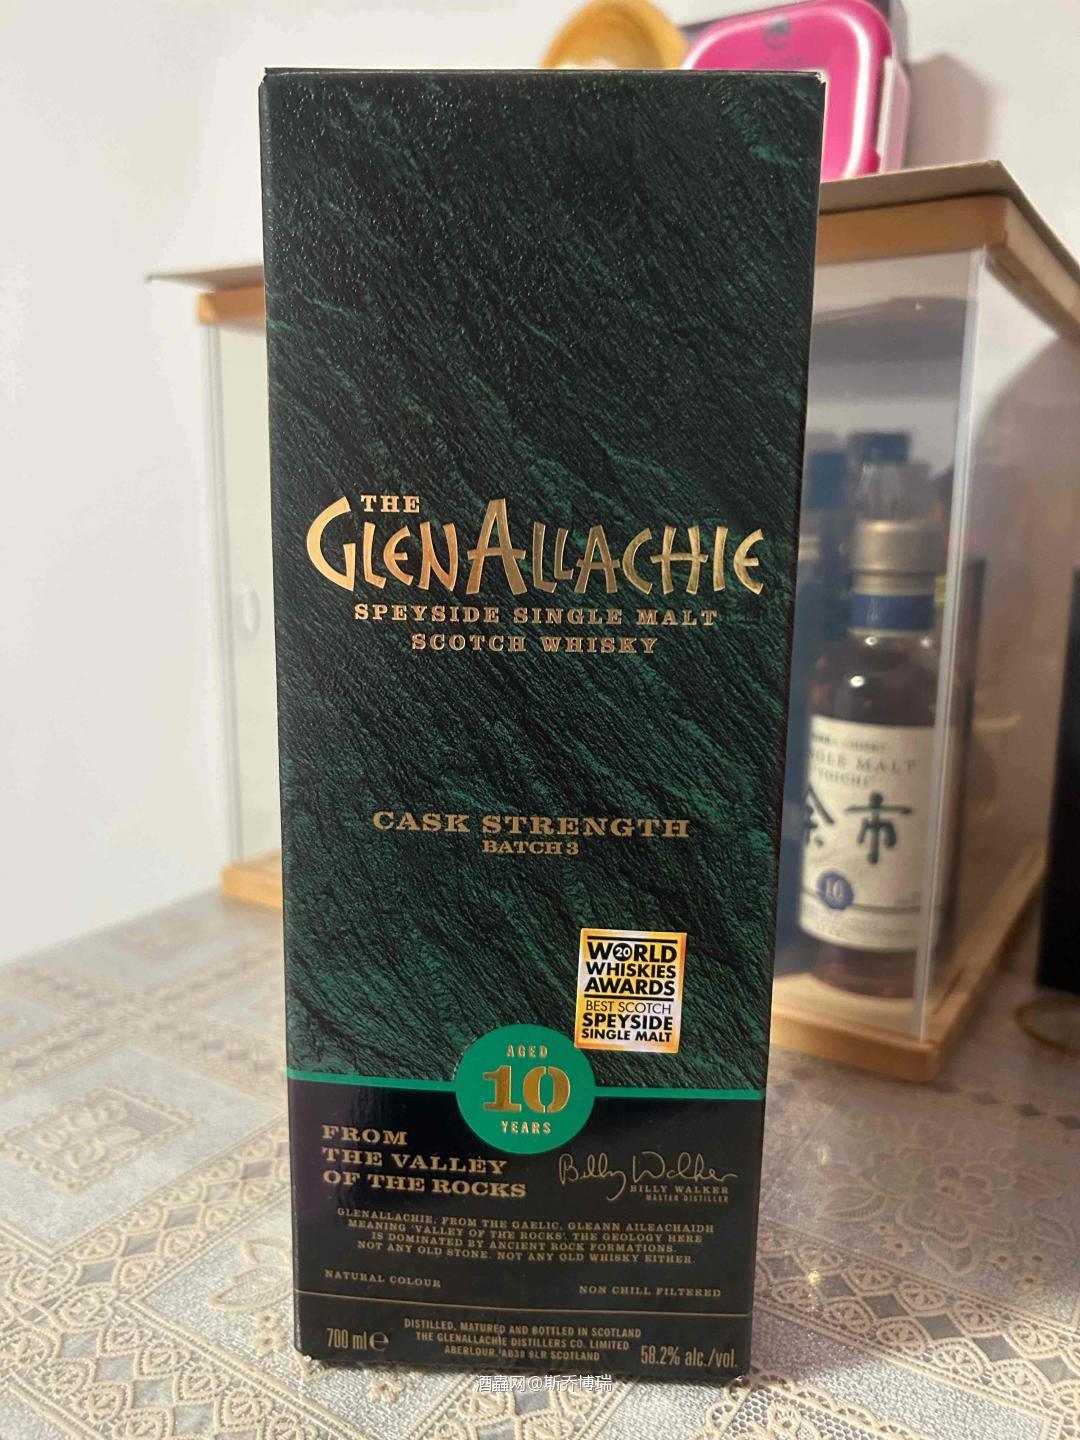 THE
GLENALLACHIE
SPEYSIDE SINGLE MALT
SCOTCH WHISKY
CASK STRENGTH
BATCH 3
WORLD
20
WHISKIES
AWARDS
BEST SCOTCH
SPEYSIDE
SINGLE MALT
AGED
10
YEARS
FROM
THE VALLEY
OF THE ROCKS
Billy Walker
BILLY WALKER
MASTER DISTILLER
GLENALLACHIE, FROM THE GAELIC, GLEANN AILEACHAIDH
MEANING 'VALLEY OF THE ROCKS'. THE GEOLOGY HERE
IS DOMINATED BY ANCIENT ROCK FORMATIONS.
NOT ANY OLD STONE. NOT ANY OLD WHISKY EITHER.
NATURAL COLOUR
NON CHILL FILTERED
700 ml e
DISTILLED, MATURED AND BOTTLED IN SCOTLAND
THE GLENALLACHIE DISTILLERS CO. LIMITED
ABERLOUR, AB38 9LR SCOTLAND
58.2% alc./vol.
MALT
余市
酒蟲网@斯乔博瑞